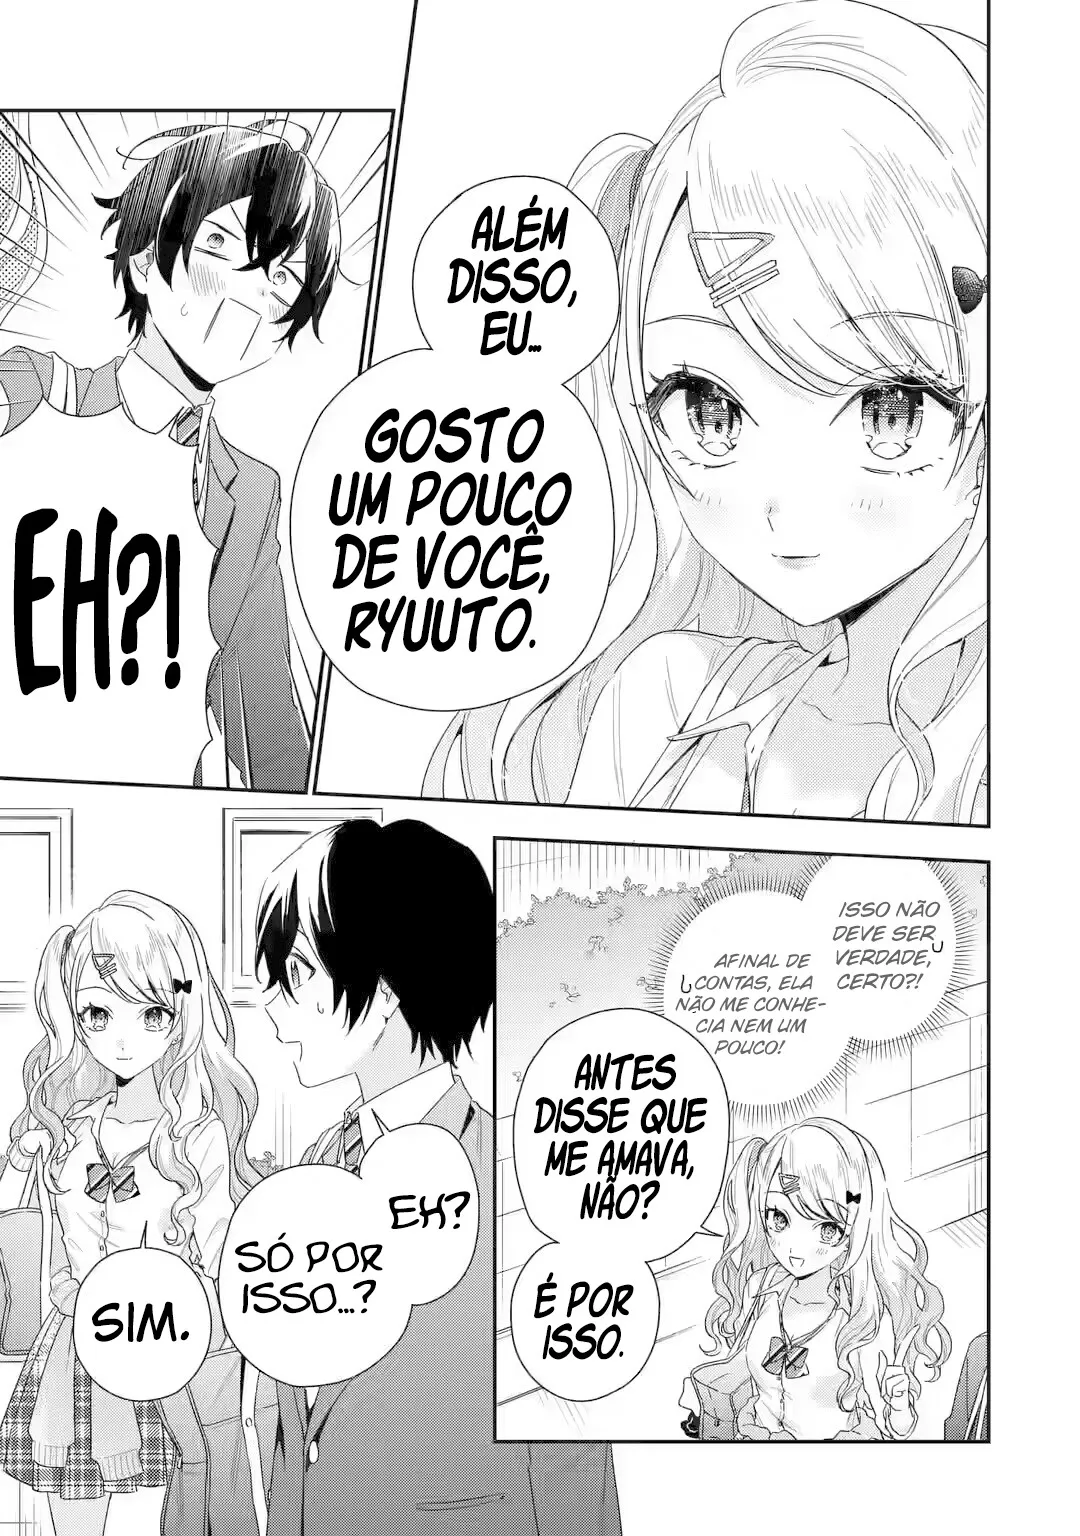 ALÉM
DISSO,
EU...
GOSTO
UM POUCO
DE VOCÊ,
RYUUTO.
EH?!
ISSO NÃO
DEVE SER
VERDADE,
CERTO?!
AFINAL DE
CONTAS, ELA
NÃO ME CONHE-
CIA NEM UM
POUCO!
ANTES
DISSE QUE
ME AMAVA,
NÃO?
É POR
ISSO.
EH?
SÓ POR
ISSO...?
SIM.